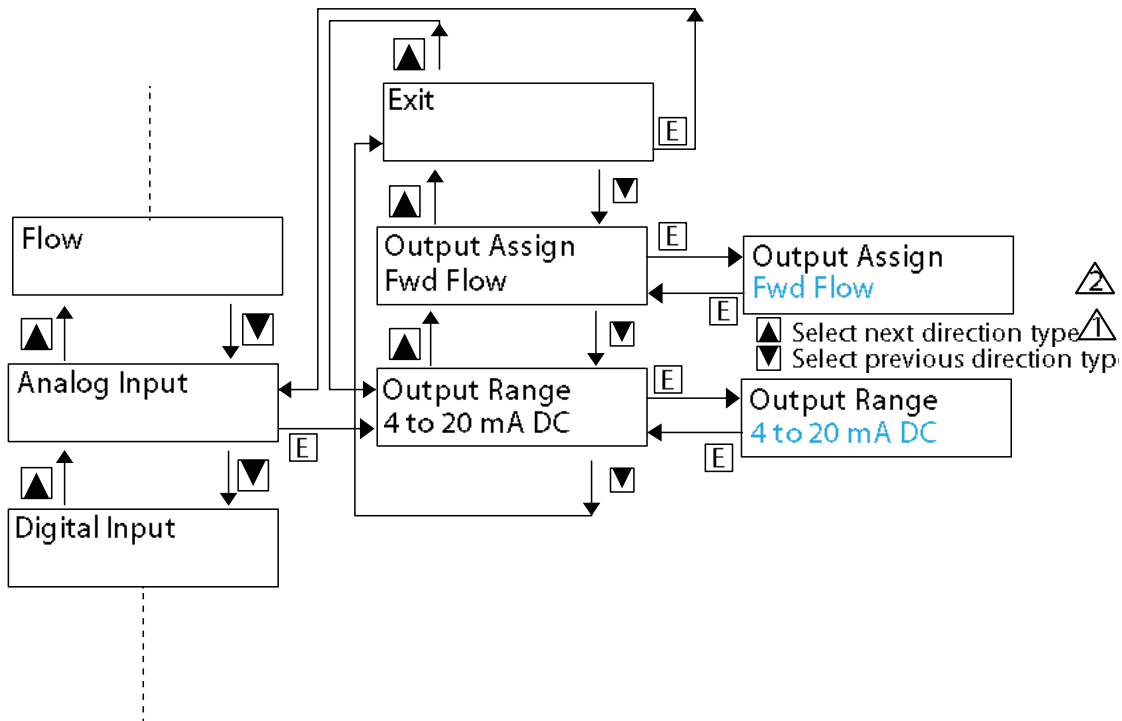 Exit
E
Flow
Output Assign
Fwd Flow
E
Output Assign
Fwd Flow
E
2
Select next direction type
1
Select previous direction typ
Analog Input
E
Output Range
4 to 20 mA DC
E
Output Range
4 to 20 mA DC
E
Digital Input